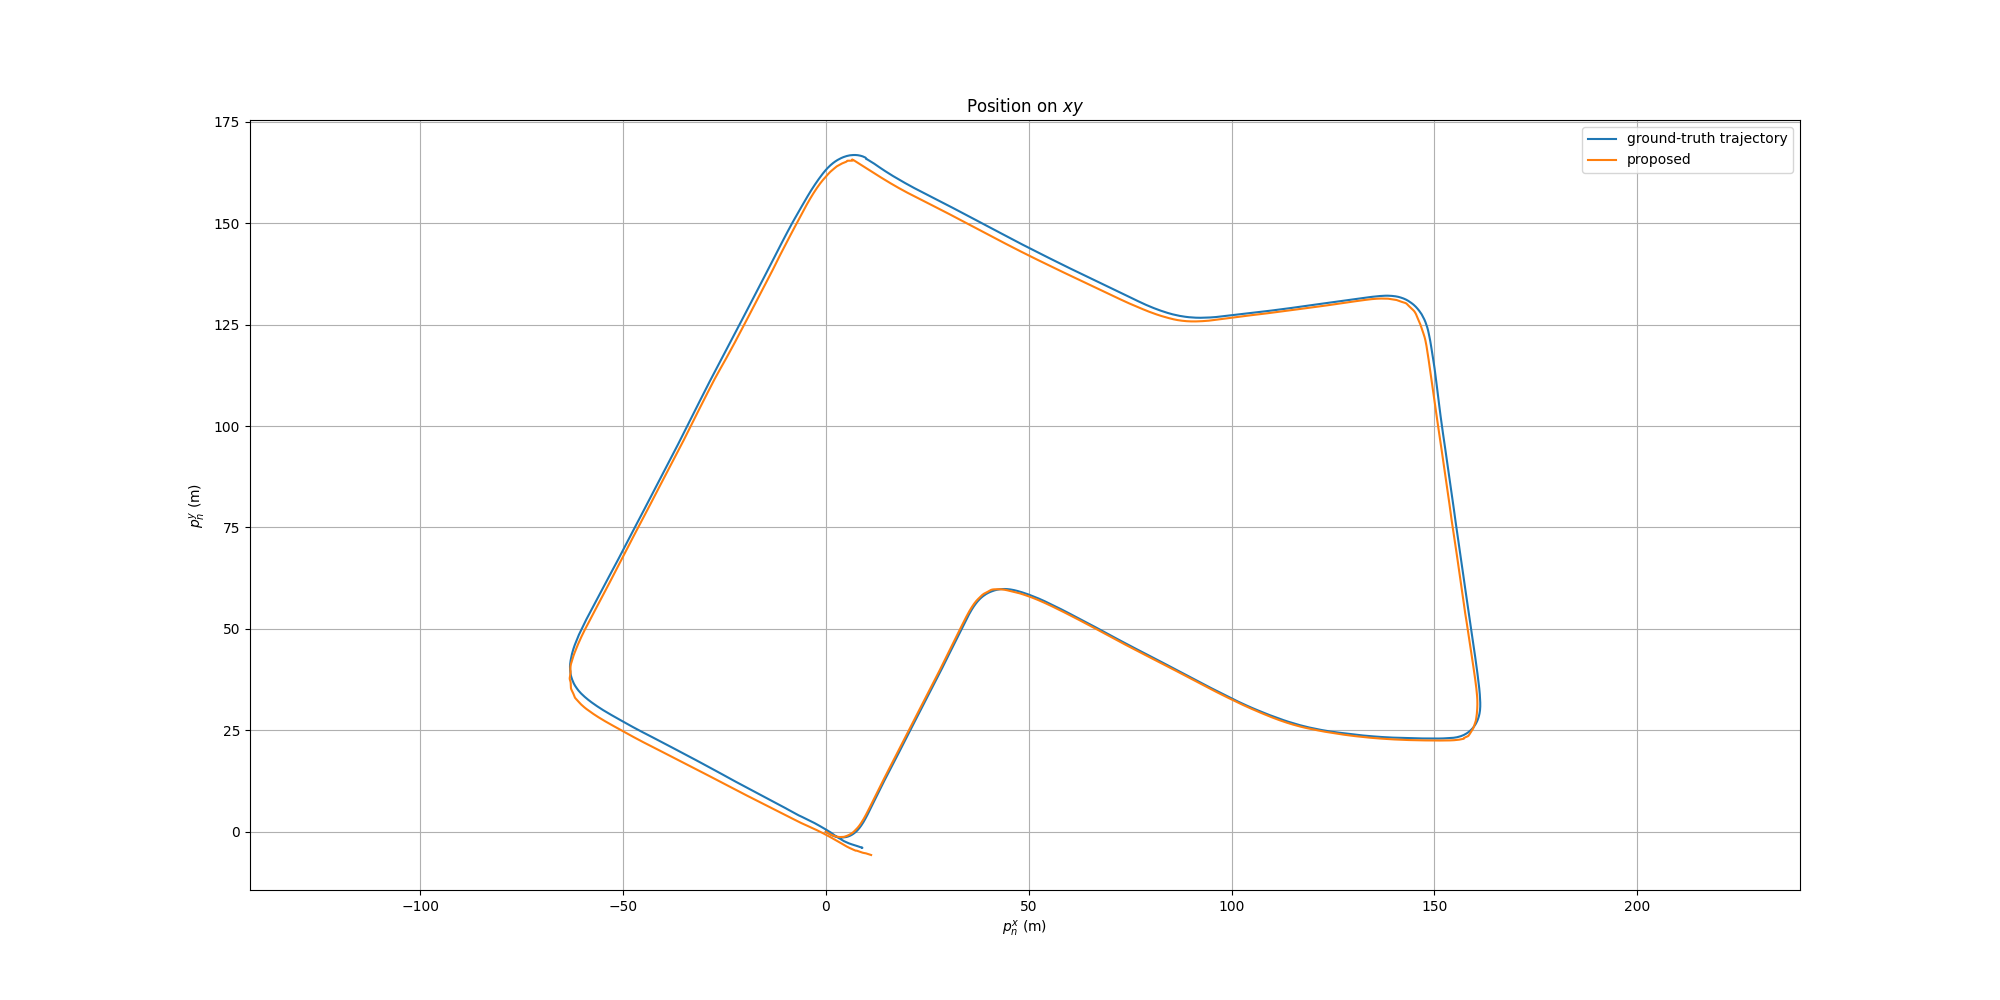 Position on xy
ground-truth trajectory
proposed
175
150
125
100
75
50
25
0
p_n^y (m)
−100 −50 0 50 100 150 200
p_n^x (m)